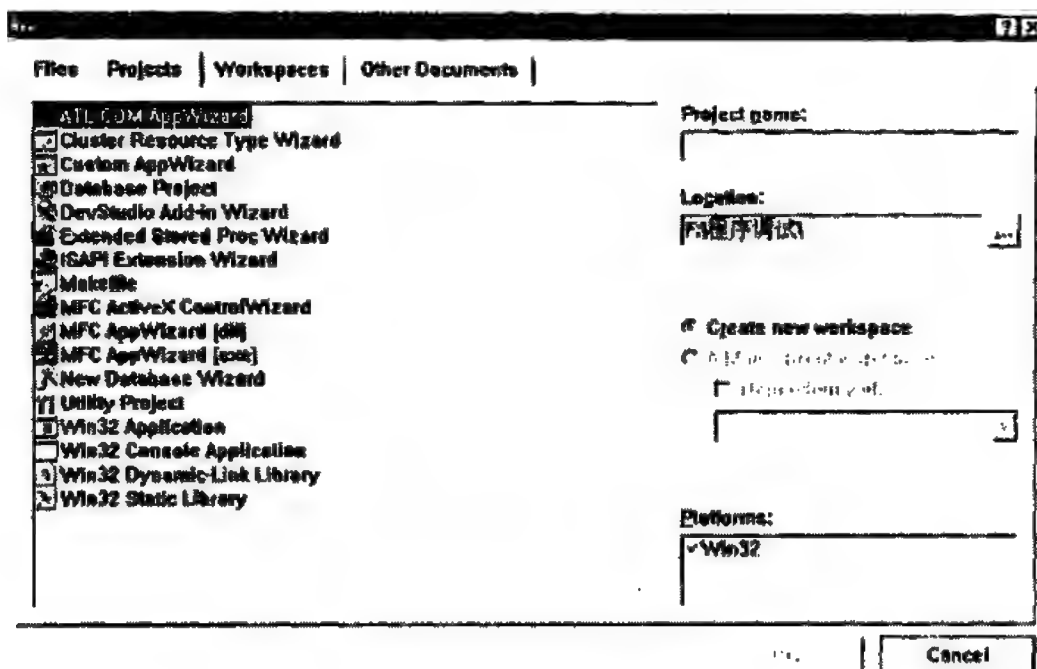 Files Projects Workspaces Other Documents
ATL COM AppWizard
Cluster Resource Type Wizard
Custom AppWizard
Database Project
DevStudio Add-in Wizard
Extended Stored Proc Wizard
ISAPI Extension Wizard
Makefile
MFC ActiveX ControlWizard
MFC AppWizard [dll]
MFC AppWizard [exe]
New Database Wizard
Utility Project
Win32 Application
Win32 Console Application
Win32 Dynamic-Link Library
Win32 Static Library
Project name:
Location:
F:\程序调试\
...
Create new workspace
Platforms:
Win32
Cancel